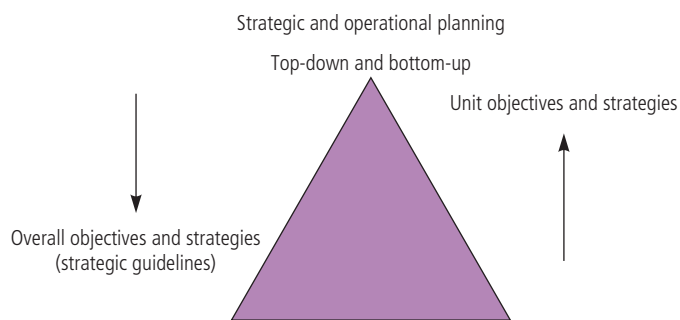 Strategic and operational planning
Top-down and bottom-up
Unit objectives and strategies
Overall objectives and strategies
(strategic guidelines)